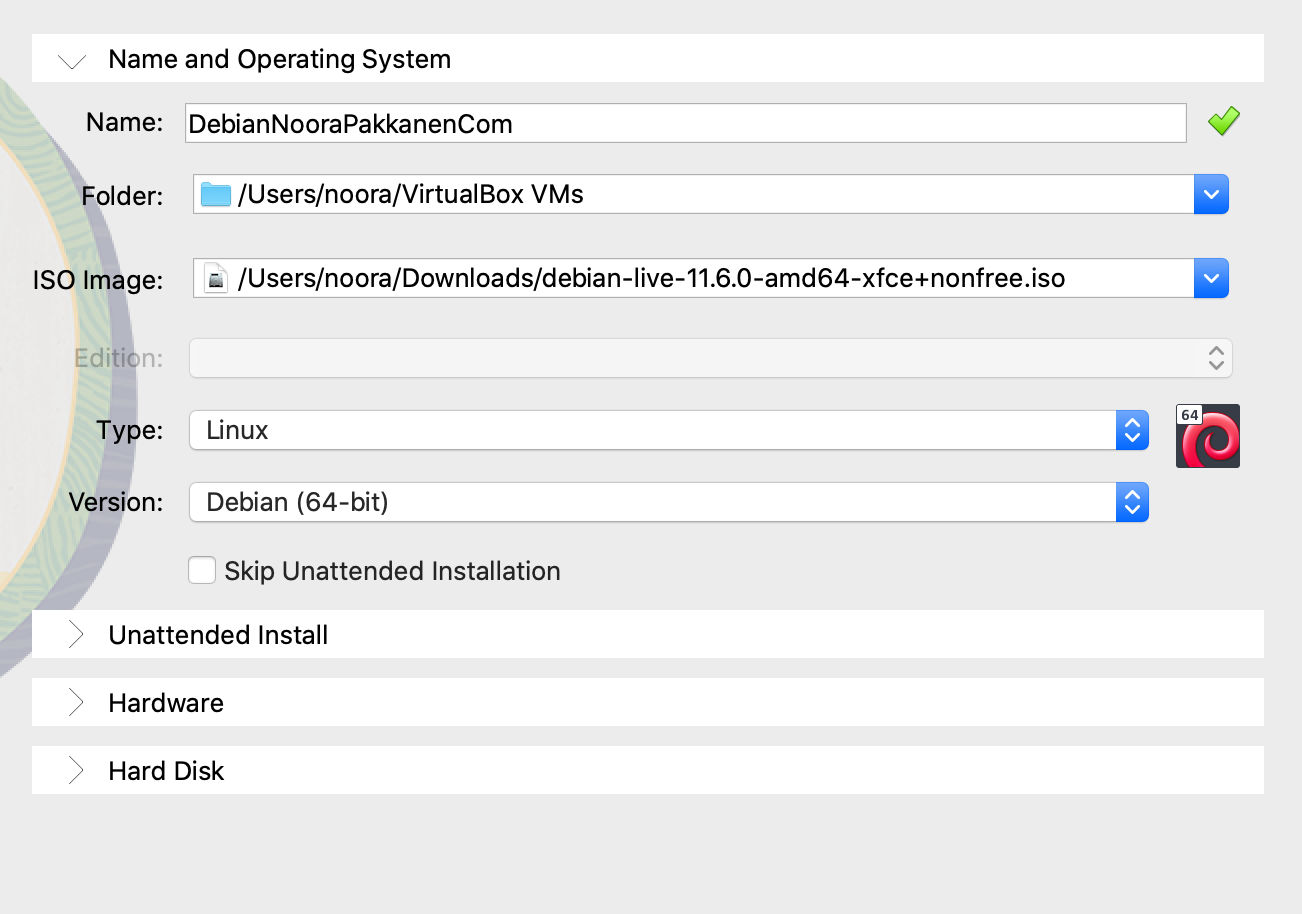 Name and Operating System
Name: DebianNooraPakkanenCom
Folder: /Users/noora/VirtualBox VMs
ISO Image: /Users/noora/Downloads/debian-live-11.6.0-amd64-xfce+nonfree.iso
Edition:
Type: Linux
64
Version: Debian (64-bit)
Skip Unattended Installation
Unattended Install
Hardware
Hard Disk